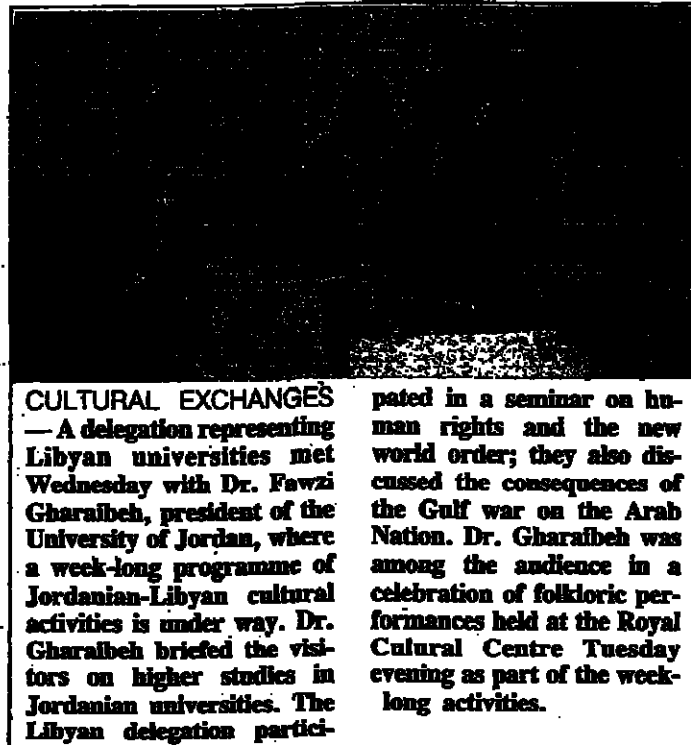 CULTURAL EXCHANGES
— A delegation representing
Libyan universities met
Wednesday with Dr. Fawzi
Gharaibeh, president of the
University of Jordan, where
a week-long programme of
Jordanian-Libyan cultural
activities is under way. Dr.
Gharaibeh briefed the visi-
tors on higher studies in
Jordanian universities. The
Libyan delegation partici-
pated in a seminar on hu-
man rights and the new
world order; they also dis-
cussed the consequences of
the Gulf war on the Arab
Nation. Dr. Gharaibeh was
among the audience in a
celebration of folkloric per-
formances held at the Royal
Culural Centre Tuesday
evening as part of the week-
long activities.